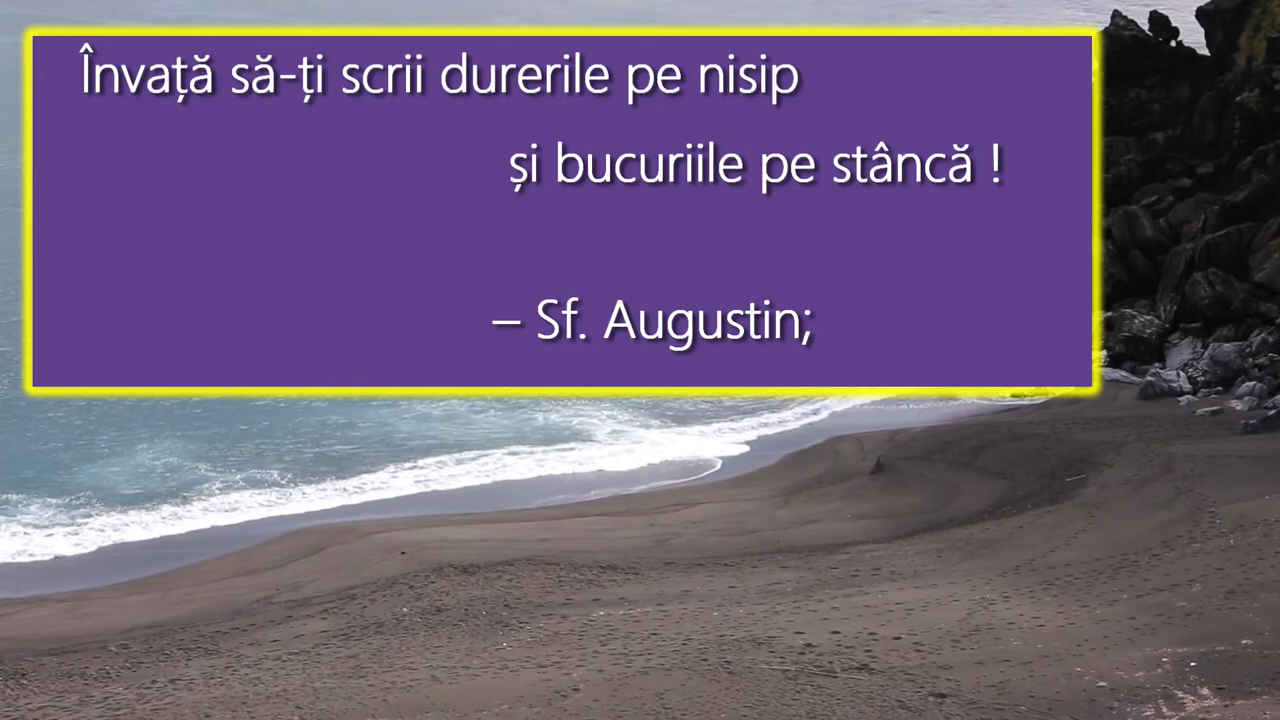 Învață să-ți scrii durerile pe nisip
și bucuriile pe stâncă !
– Sf. Augustin;